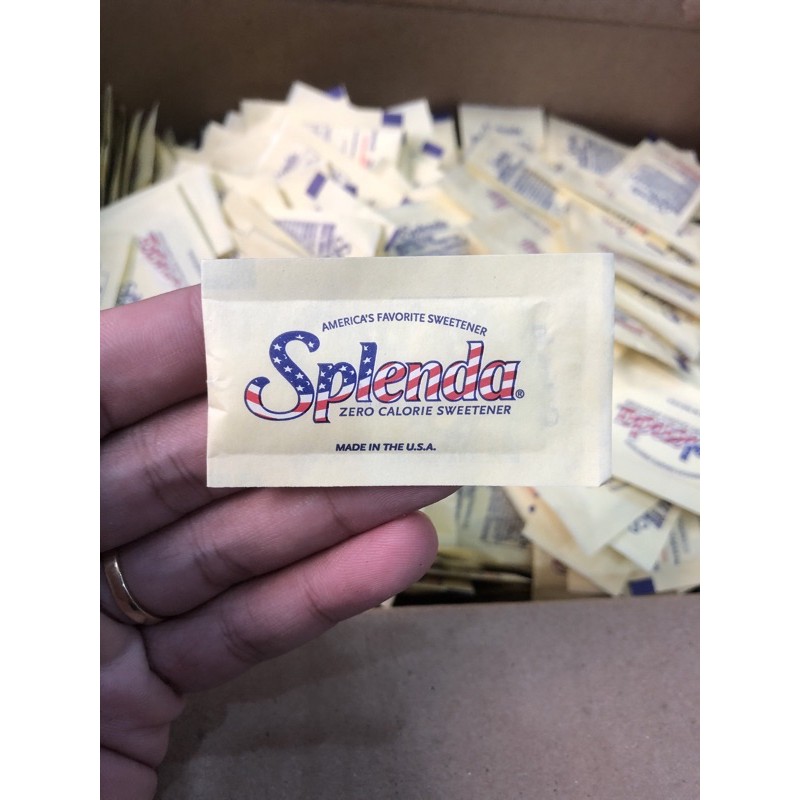 AMERICA'S FAVORITE SWEETENER
Splenda®
ZERO CALORIE SWEETENER
MADE IN THE U.S.A.